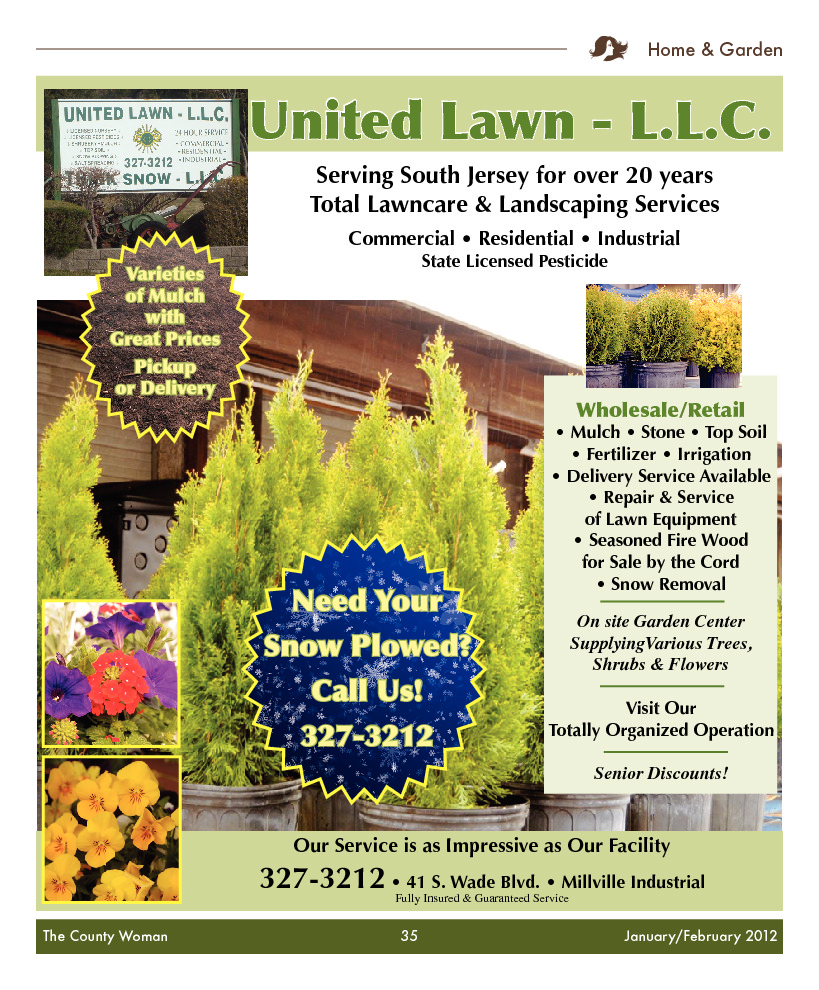 Home & Garden
UNITED LAWN - L.L.C.
24 HOUR SERVICE
• COMMERCIAL •
• RESIDENTIAL •
• INDUSTRIAL •
TOP SOIL
327-3212
SNOW - L.L.C
United Lawn - L.L.C.
Serving South Jersey for over 20 years
Total Lawncare & Landscaping Services
Commercial • Residential • Industrial
State Licensed Pesticide
Varieties
of Mulch
with
Great Prices
Pickup
or Delivery
Wholesale/Retail
• Mulch • Stone • Top Soil
• Fertilizer • Irrigation
• Delivery Service Available
• Repair & Service
of Lawn Equipment
• Seasoned Fire Wood
for Sale by the Cord
• Snow Removal
On site Garden Center
SupplyingVarious Trees,
Shrubs & Flowers
Visit Our
Totally Organized Operation
Senior Discounts!
Need Your
Snow Plowed?
Call Us!
327-3212
Our Service is as Impressive as Our Facility
327-3212 • 41 S. Wade Blvd. • Millville Industrial
Fully Insured & Guaranteed Service
The County Woman
35
January/February 2012